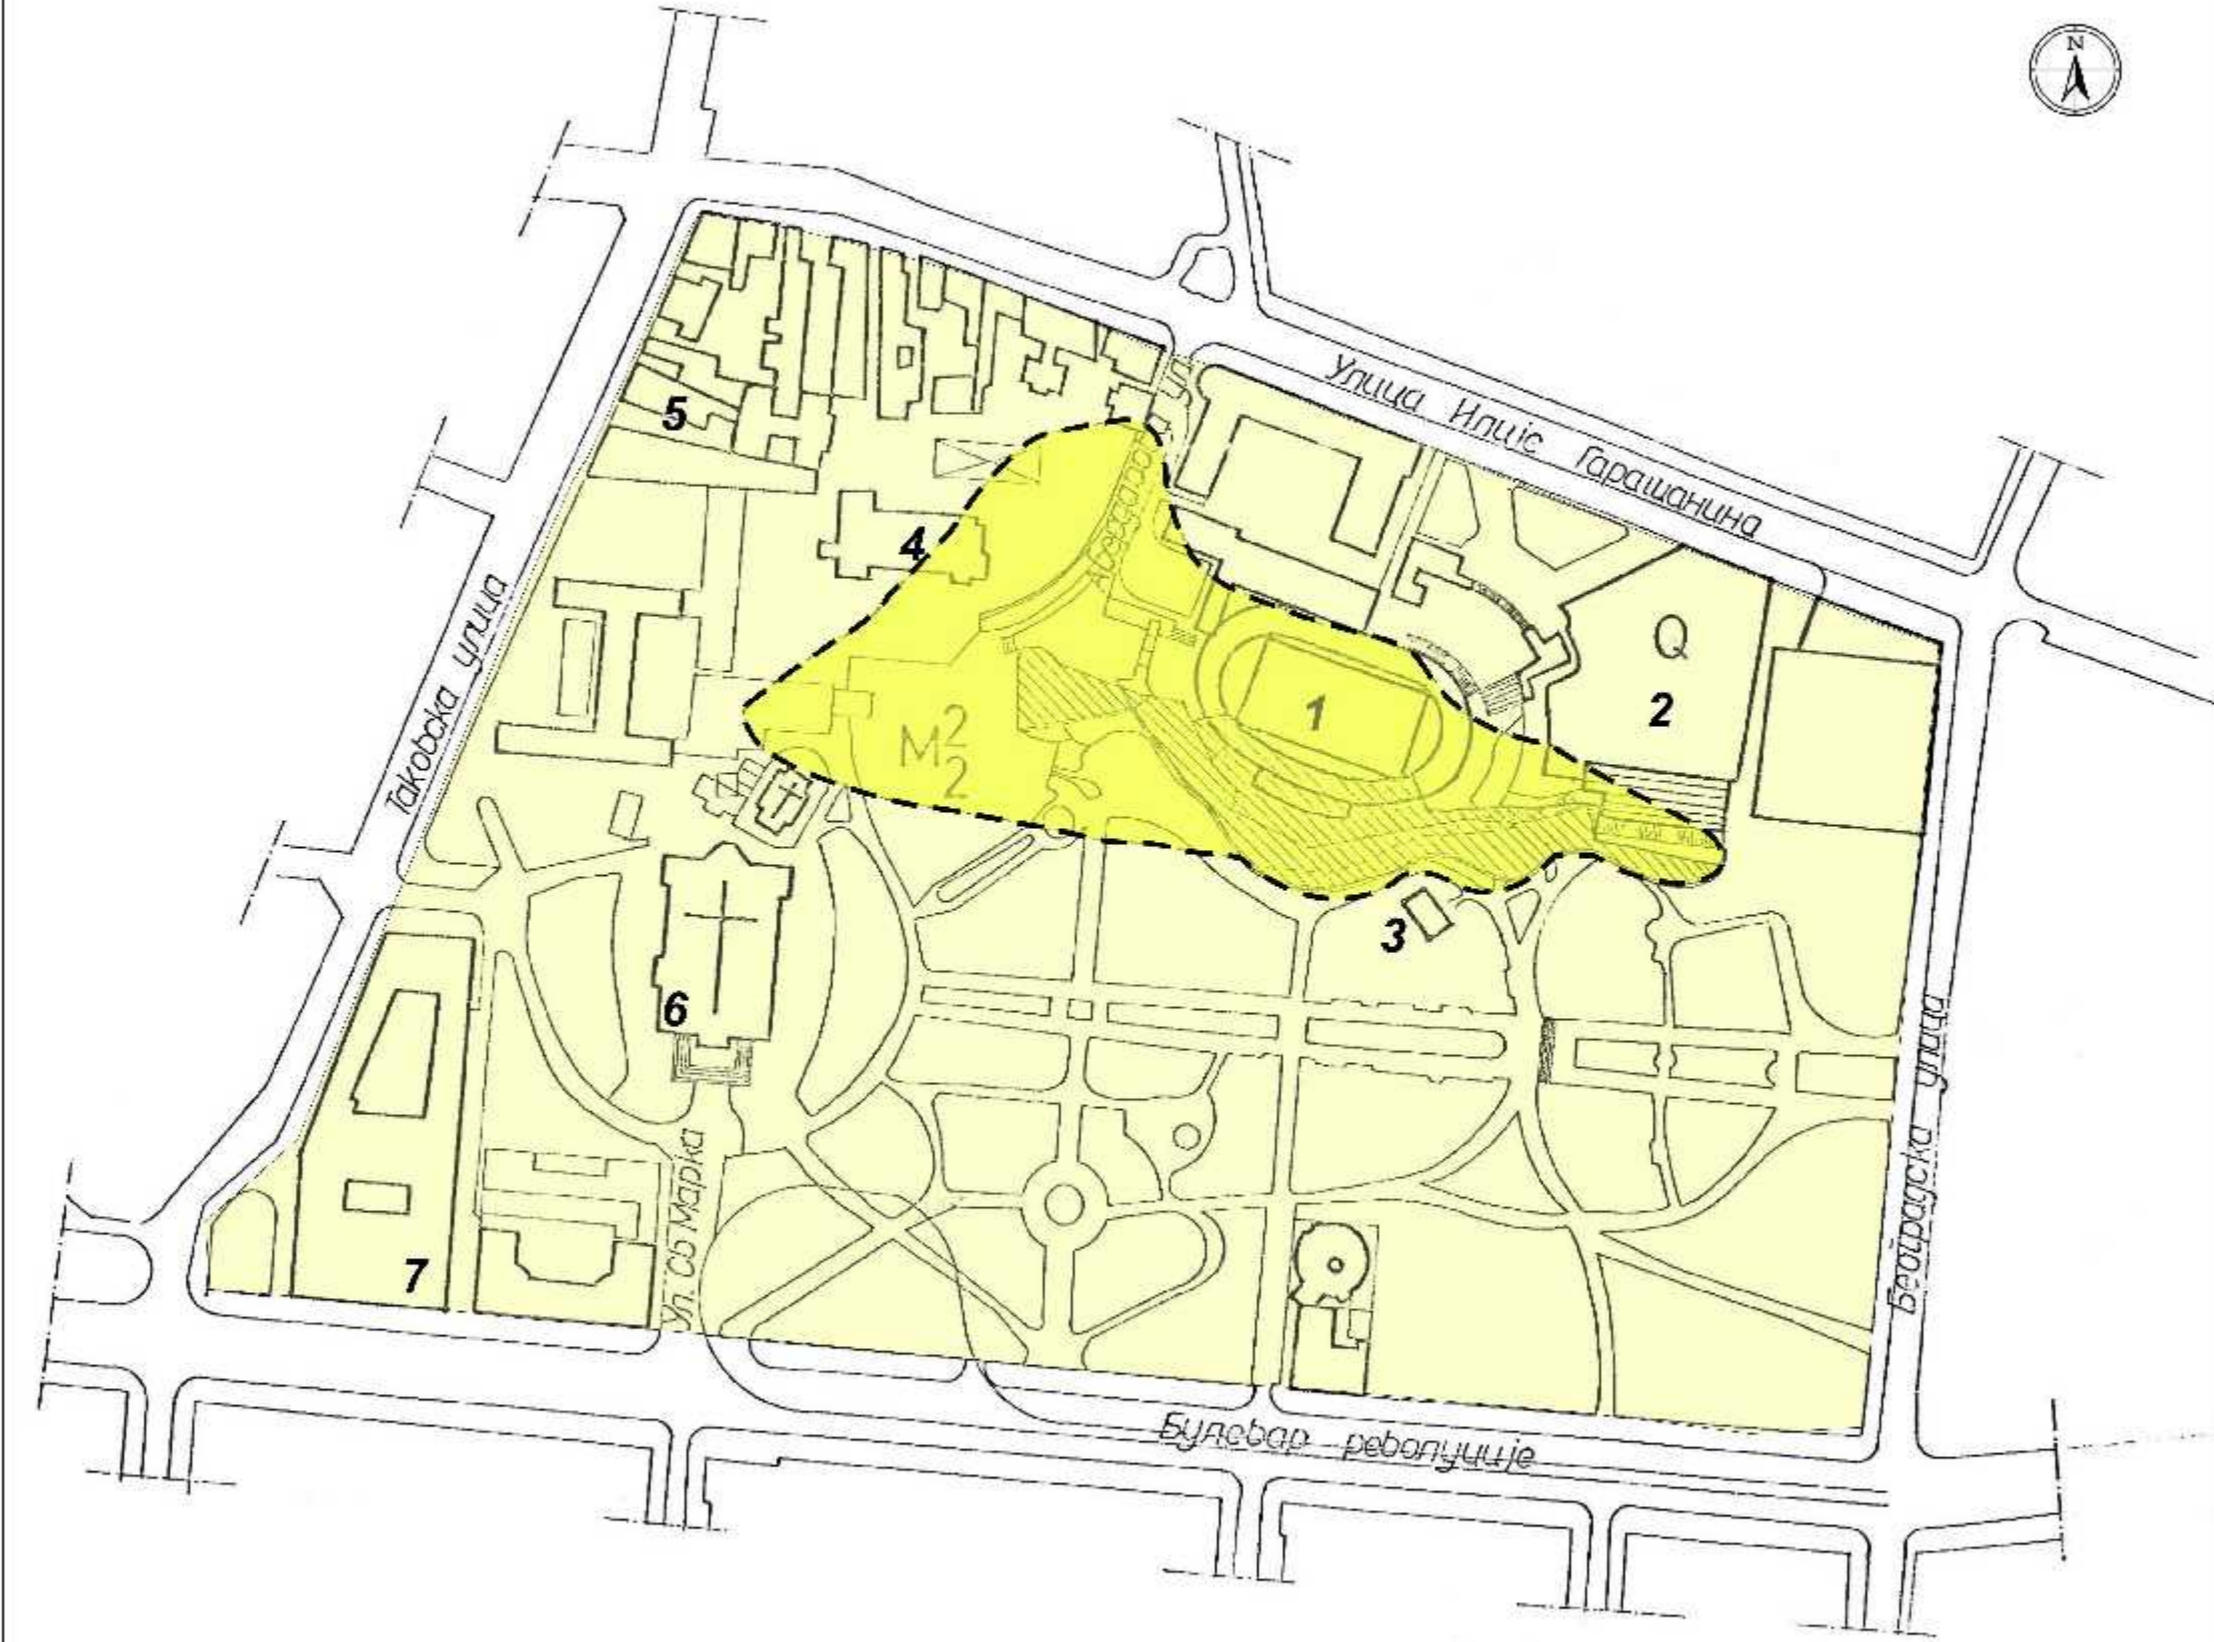 N
Улица Илије Гарашанина
5
4
Q
2
1
M 2 2
Таковска улица
3
6
Ул. Св Марка
7
Београдска улица
Булевар револуције